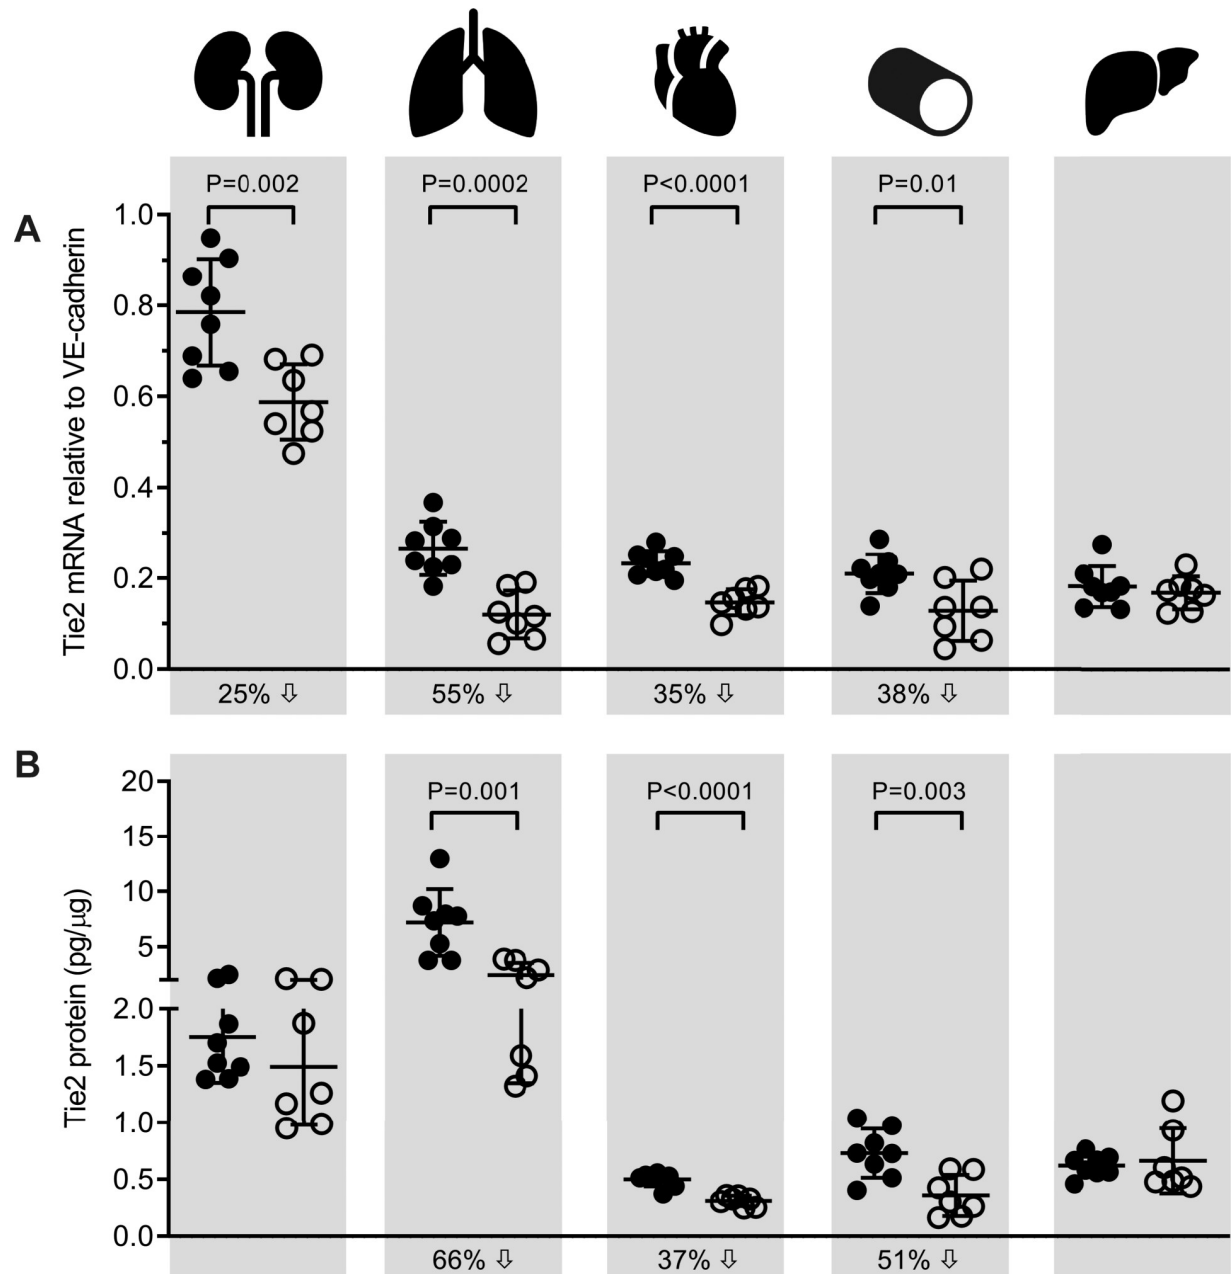 P=0.002 P=0.0002 P<0.0001 P=0.01
A
Tie2 mRNA relative to VE-cadherin
1.0
0.8
0.6
0.4
0.2
0.0
25% ⇩ 55% ⇩ 35% ⇩ 38% ⇩
B
P=0.001 P<0.0001 P=0.003
Tie2 protein (pg/µg)
20
15
10
5
2.0
1.5
1.0
0.5
0.0
66% ⇩ 37% ⇩ 51% ⇩